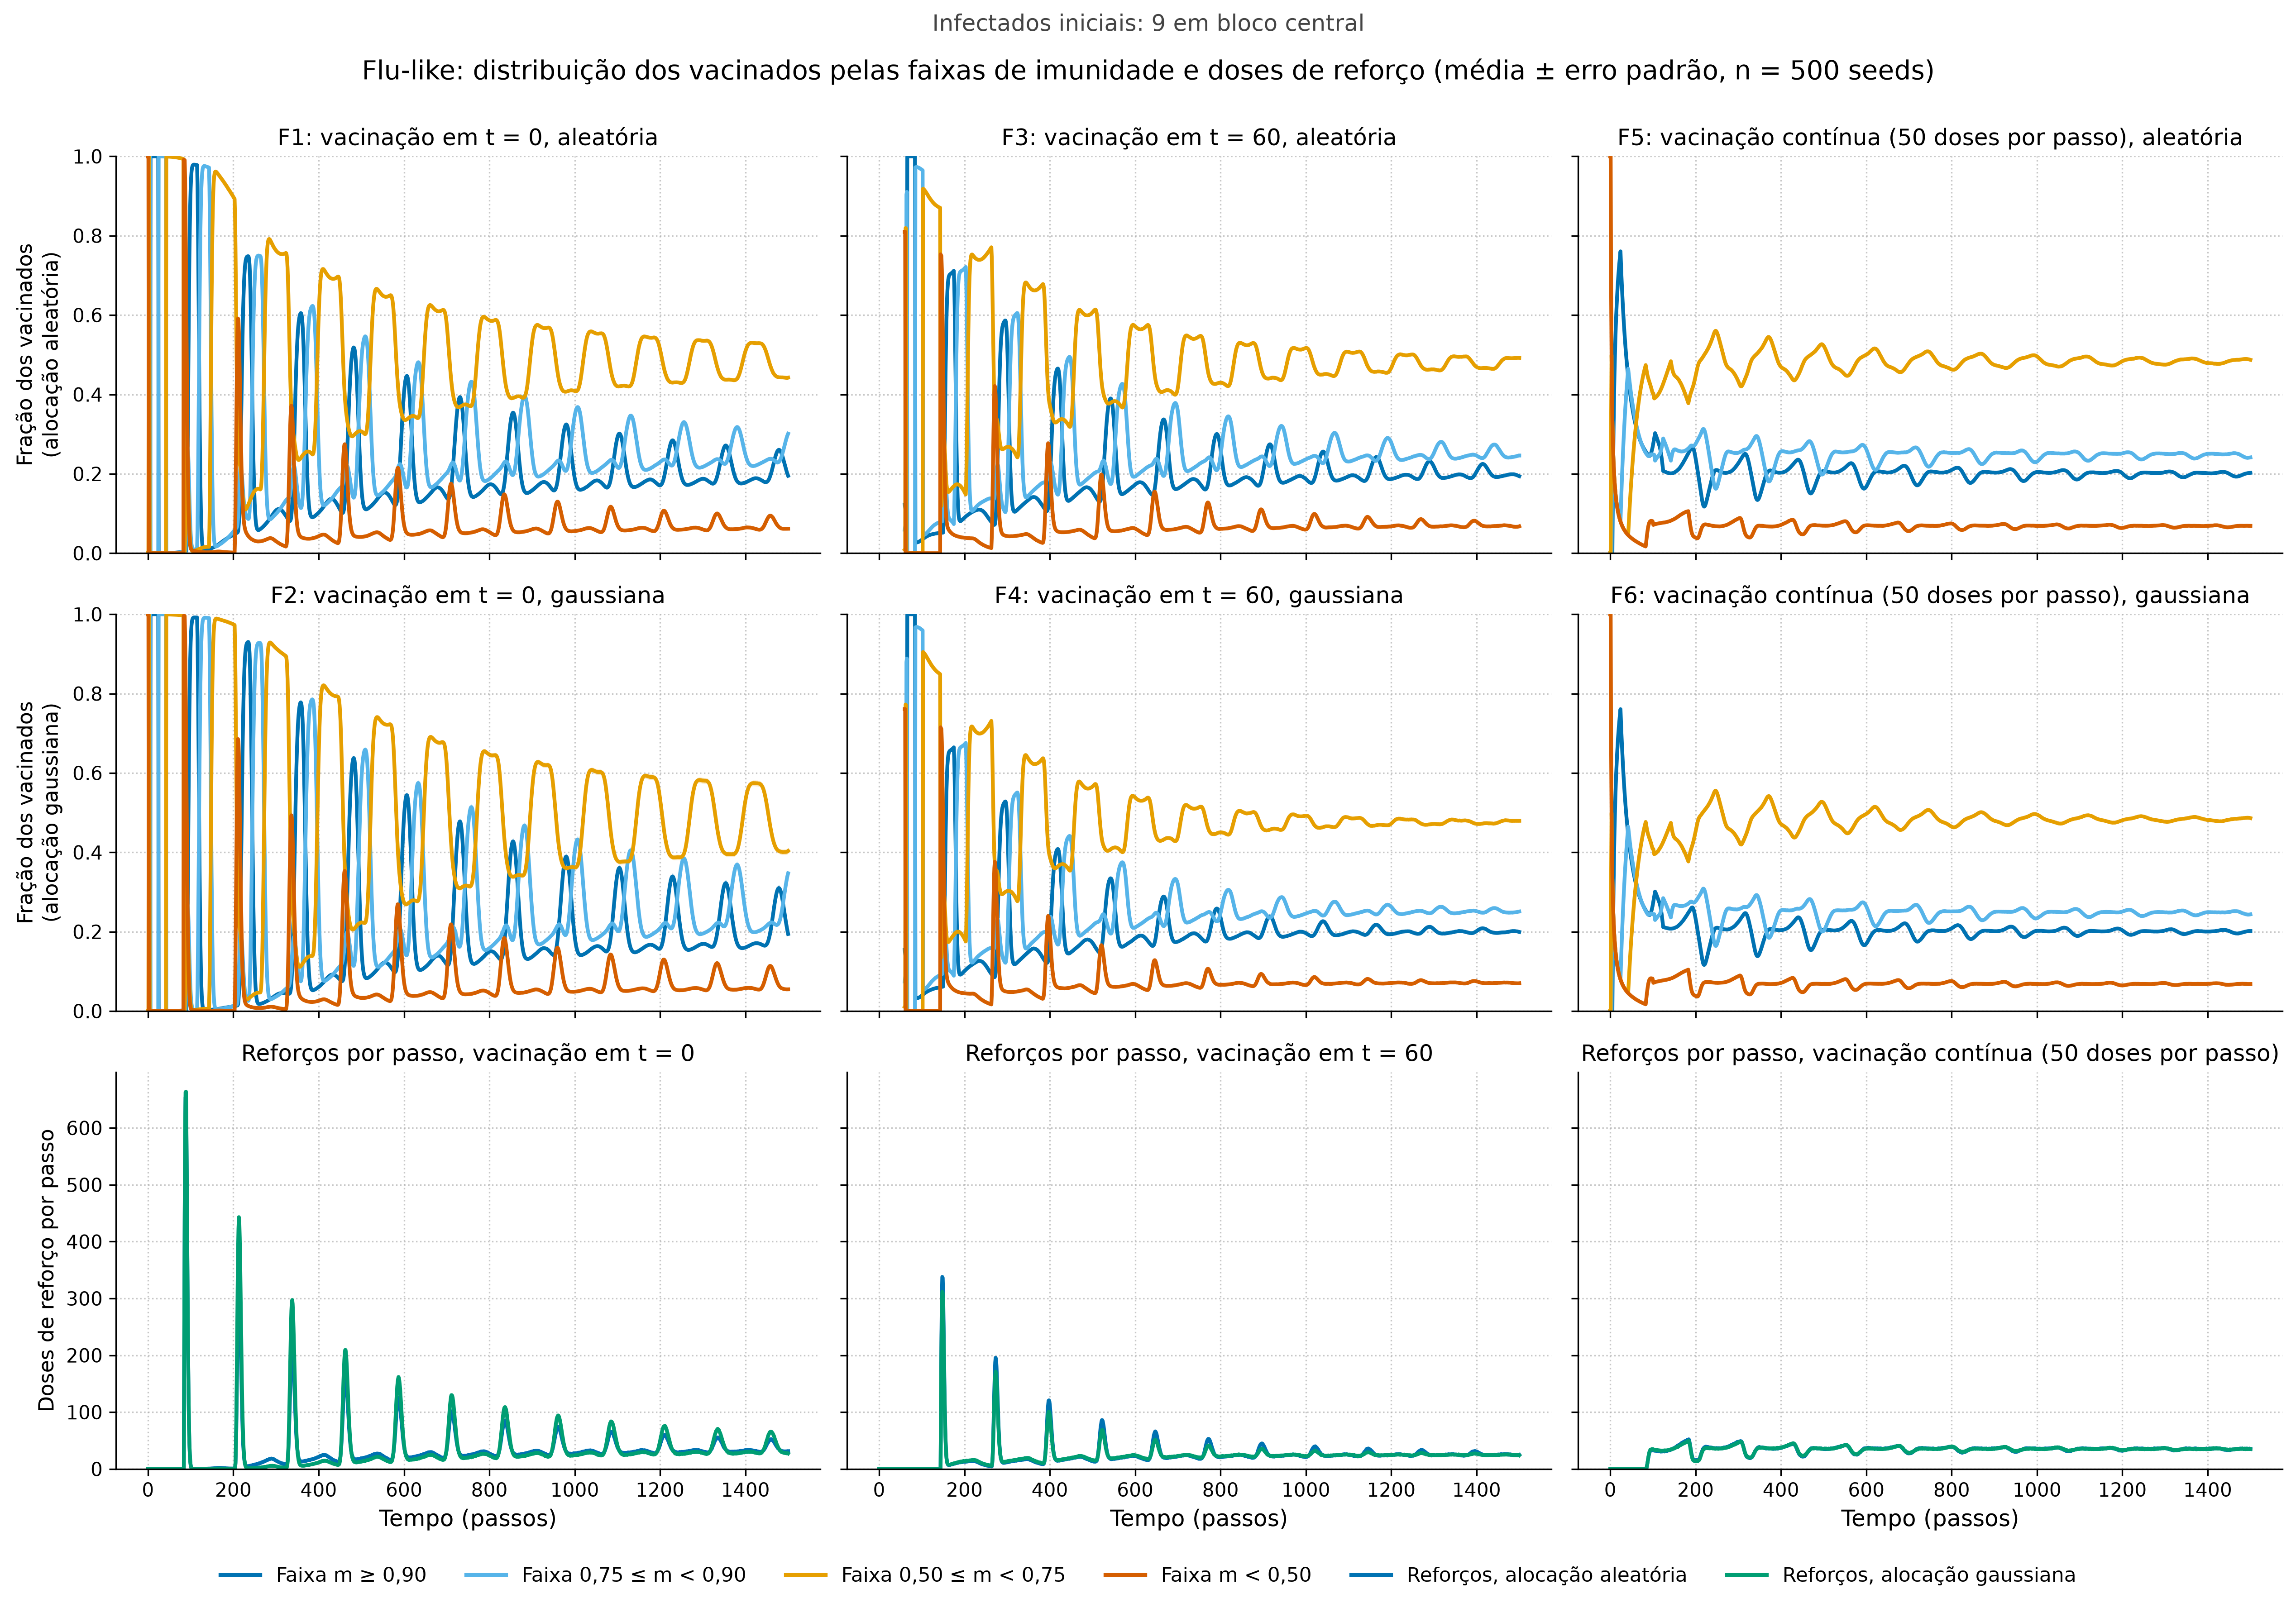 Infectados iniciais: 9 em bloco central
Flu-like: distribuição dos vacinados pelas faixas de imunidade e doses de reforço (média ± erro padrão, n = 500 seeds)
F1: vacinação em t = 0, aleatória
F3: vacinação em t = 60, aleatória
F5: vacinação contínua (50 doses por passo), aleatória
Fração dos vacinados
(alocação aleatória)
1.0
0.8
0.6
0.4
0.2
0.0
F2: vacinação em t = 0, gaussiana
F4: vacinação em t = 60, gaussiana
F6: vacinação contínua (50 doses por passo), gaussiana
Fração dos vacinados
(alocação gaussiana)
1.0
0.8
0.6
0.4
0.2
0.0
Reforços por passo, vacinação em t = 0
Reforços por passo, vacinação em t = 60
Reforços por passo, vacinação contínua (50 doses por passo)
Doses de reforço por passo
600
500
400
300
200
100
0
0 200 400 600 800 1000 1200 1400
0 200 400 600 800 1000 1200 1400
0 200 400 600 800 1000 1200 1400
Tempo (passos)
Tempo (passos)
Tempo (passos)
Faixa m ≥ 0,90
Faixa 0,75 ≤ m < 0,90
Faixa 0,50 ≤ m < 0,75
Faixa m < 0,50
Reforços, alocação aleatória
Reforços, alocação gaussiana